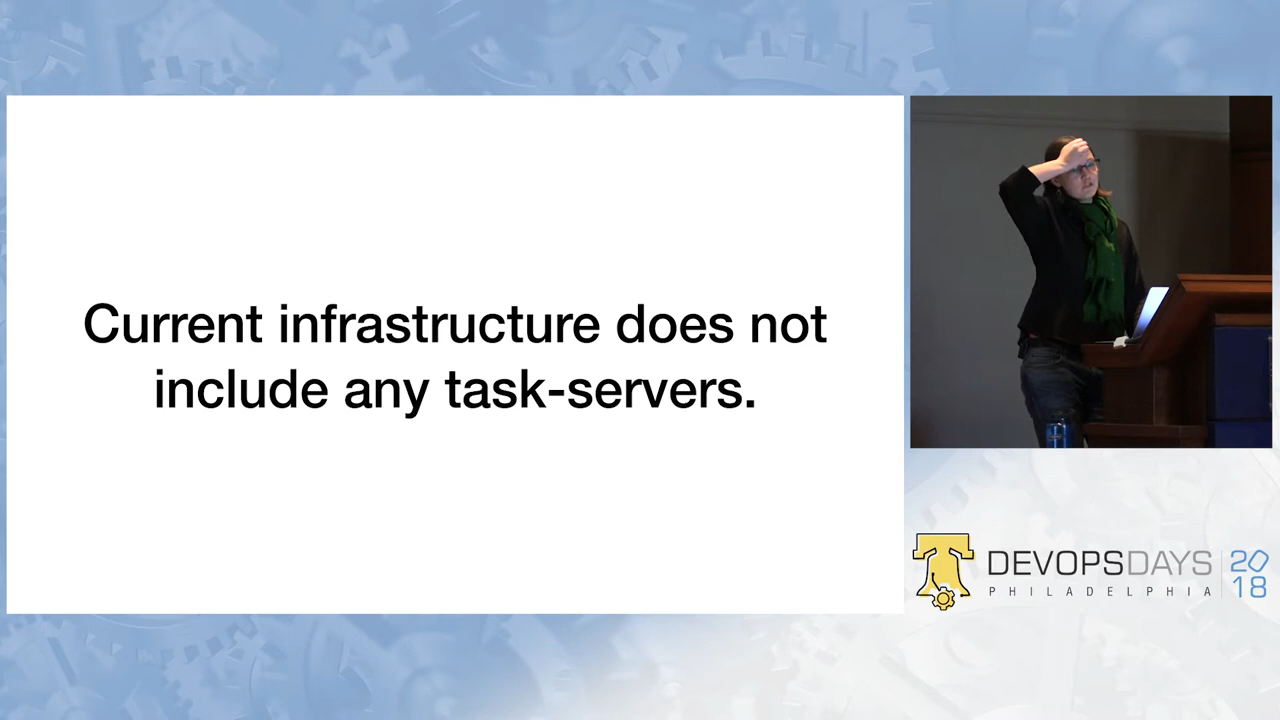 Current infrastructure does not
include any task-servers.
DEVOPSDAYS
PHILADELPHIA
20
18